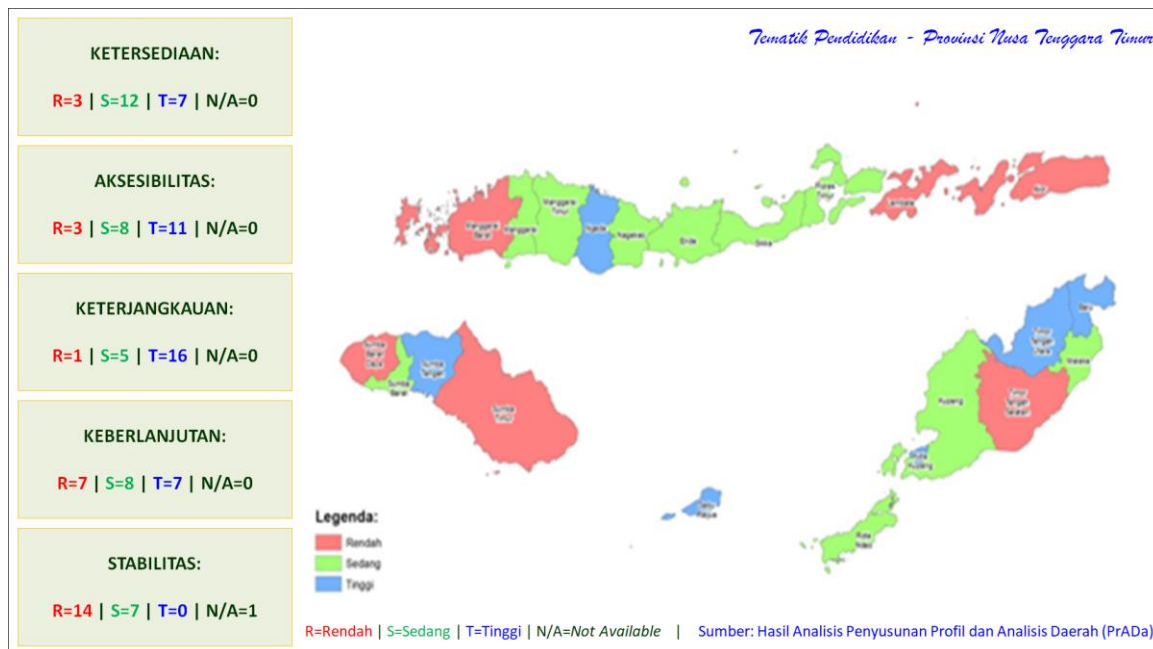 KETERSEDIAAN:
R=3 | S=12 | T=7 | N/A=0
AKSESIBILITAS:
R=3 | S=8 | T=11 | N/A=0
KETERJANGKAUAN:
R=1 | S=5 | T=16 | N/A=0
KEBERLANJUTAN:
R=7 | S=8 | T=7 | N/A=0
STABILITAS:
R=14 | S=7 | T=0 | N/A=1
Tematik Pendidikan - Provinsi Nusa Tenggara Timur
Manggarai
Barat
Manggarai
Manggarai
Timur
Ngada
Nagekeo
Ende
Sikka
Flores
Timur
Lembata
Alor
Sumba
Barat
Daya
Sumba
Barat
Sumba
Tengah
Sumba
Timur
Sabu
Raijua
Rote
Ndao
Kota
Kupang
Kupang
Timor
Tengah
Selatan
Timor
Tengah
Utara
Belu
Malaka
Legenda:
Rendah
Sedang
Tinggi
R=Rendah | S=Sedang | T=Tinggi | N/A=Not Available | Sumber: Hasil Analisis Penyusunan Profil dan Analisis Daerah (PrADa)